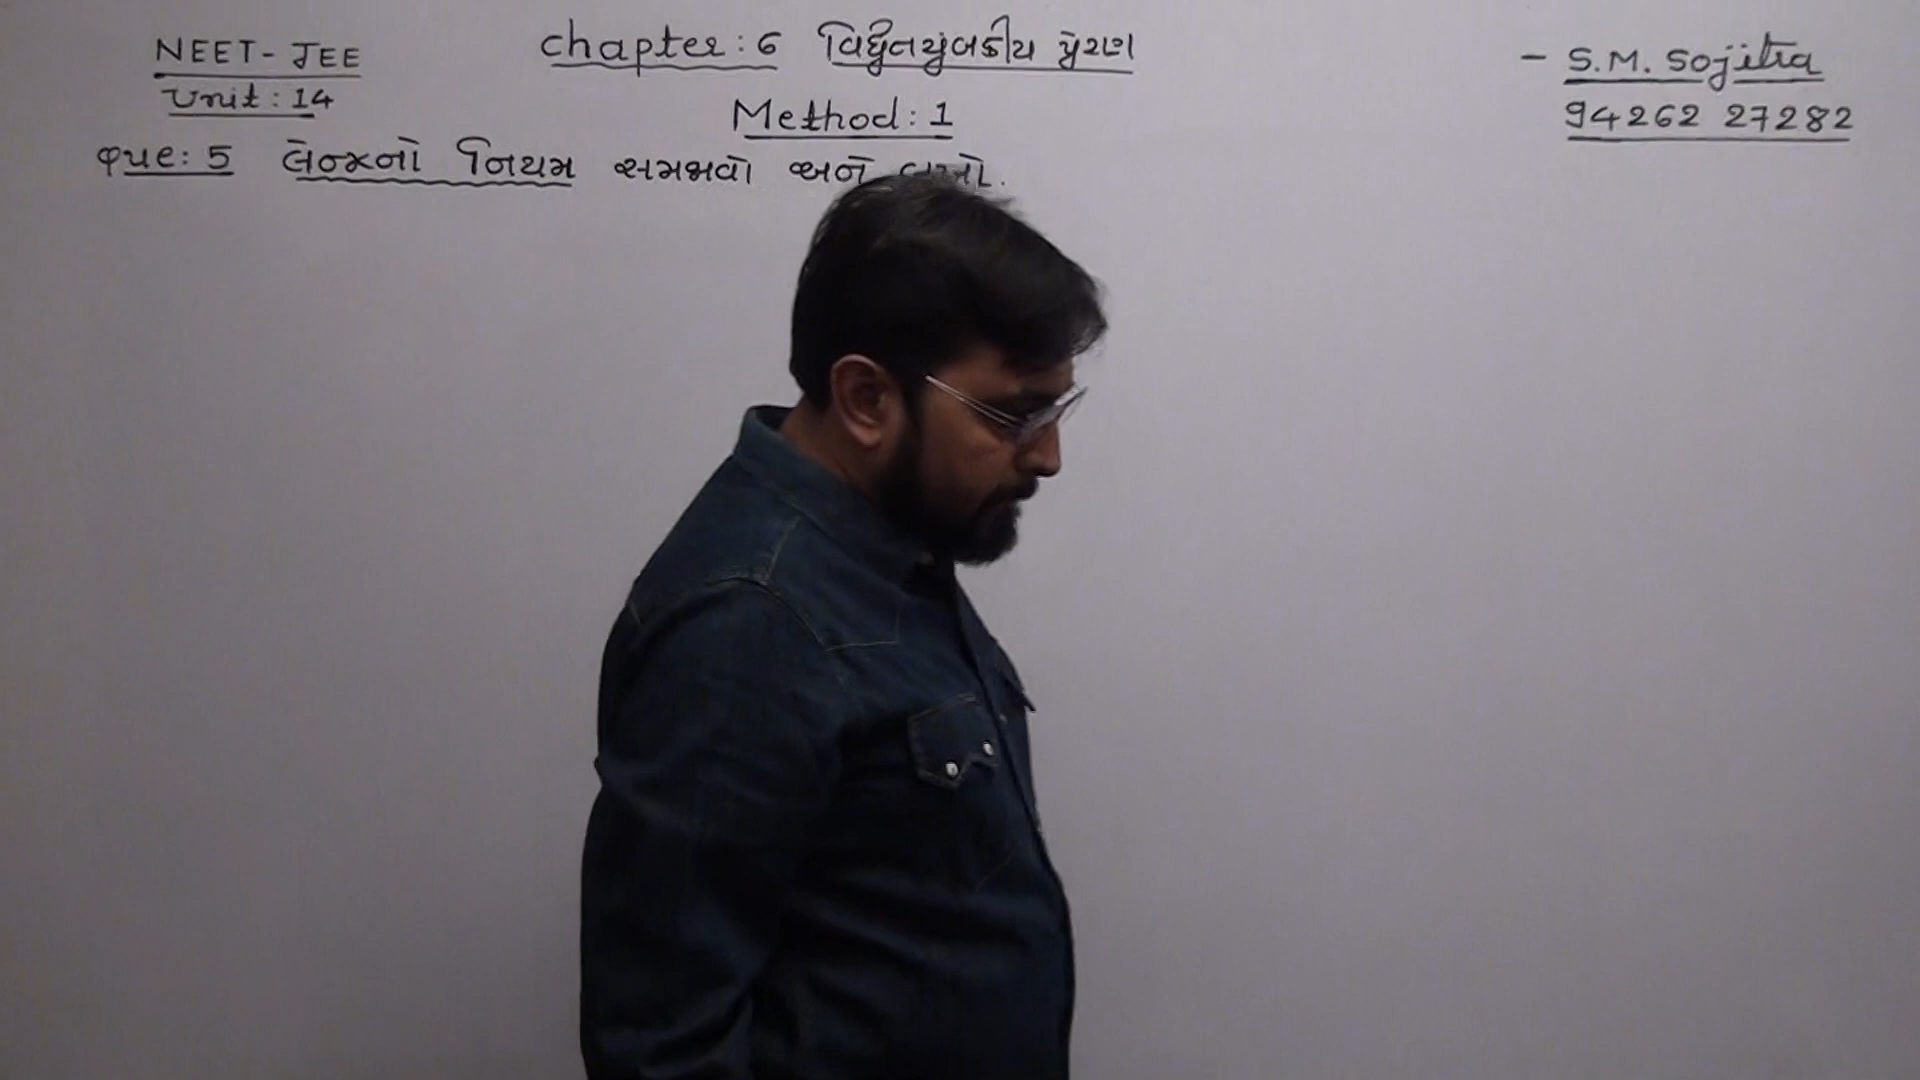 NEET - JEE
Unit : 14
Chapter : 6 વિદ્યુતચુંબકીય પ્રેરણ
- S.M. Sojitra
94262 27282
Method : 1
que : 5 લેન્ઝનો નિયમ સમજાવો અને